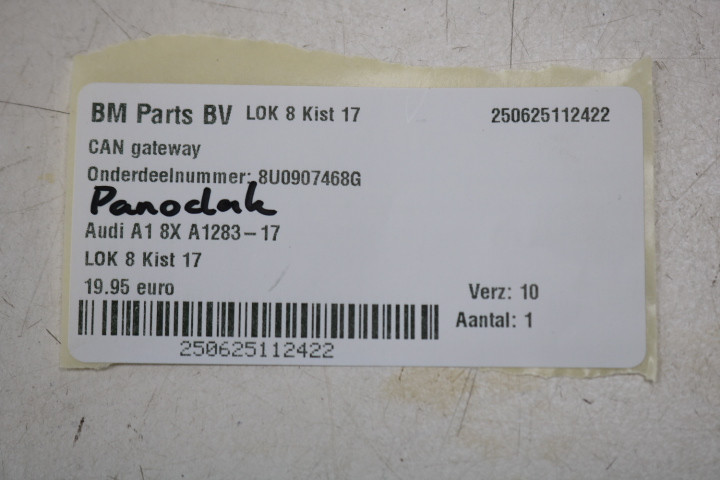 BM Parts BV LOK 8 Kist 17 250625112422
CAN gateway
Onderdeelnummer: 8U0907468G
Panodak
Audi A1 8X A1283-17
LOK 8 Kist 17
19.95 euro Verz: 10
Aantal: 1
250625112422